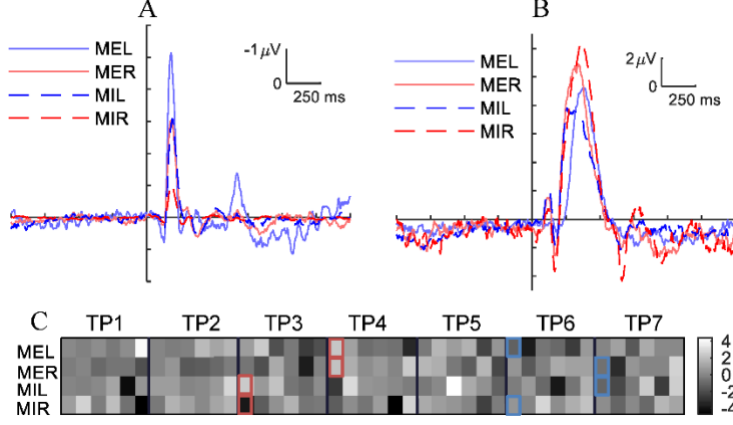 A
MEL
MER
MIL
MIR
-1 μV
0
250 ms
B
MEL
MER
MIL
MIR
2 μV
0
250 ms
C
TP1 TP2 TP3 TP4 TP5 TP6 TP7
MEL
MER
MIL
MIR
4
2
0
-2
-4